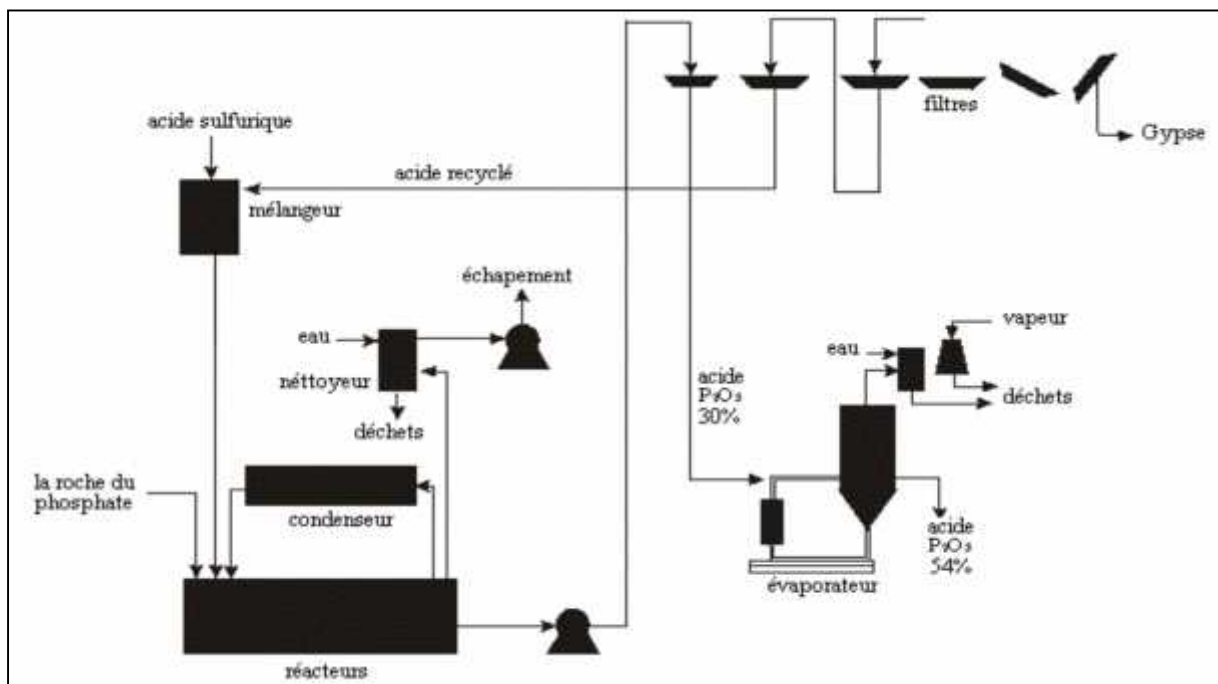 filtres
Gypse
acide sulfurique
acide recyclé
mélangeur
échapement
eau
néttoyeur
déchets
vapeur
eau
déchets
acide
P₂O₅
30%
la roche du
phosphate
condenseur
acide
P₂O₅
54%
évaporateur
réacteurs